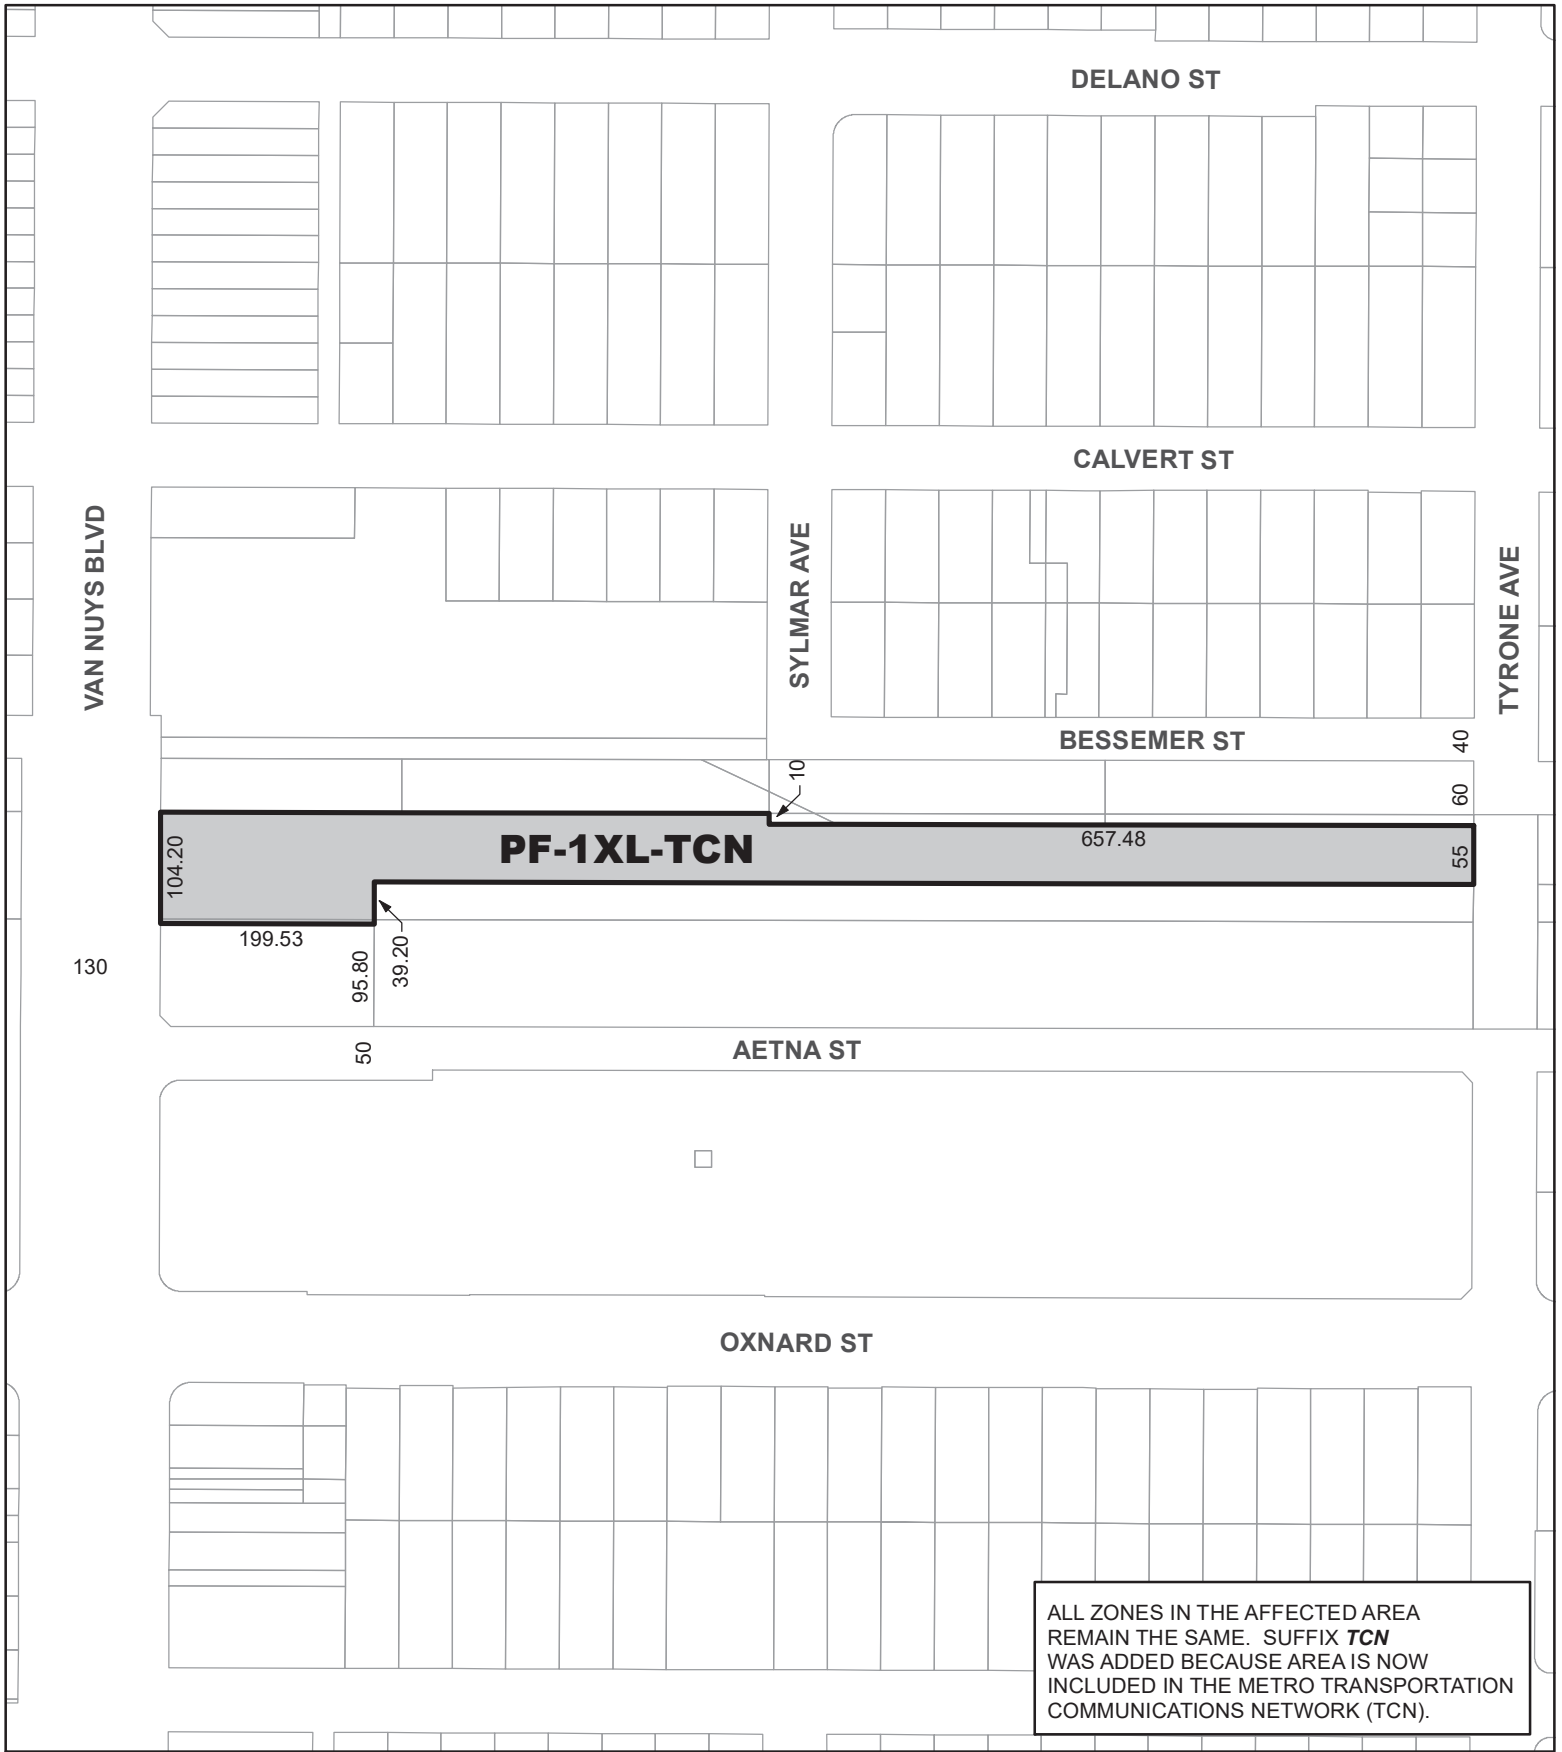 DELANO ST
CALVERT ST
VAN NUYS BLVD
SYLMAR AVE
TYRONE AVE
BESSEMER ST
40
10
60
PF-1XL-TCN
657.48
104.20
55
199.53
39.20
95.80
130
50
AETNA ST
OXNARD ST
ALL ZONES IN THE AFFECTED AREA
REMAIN THE SAME. SUFFIX TCN
WAS ADDED BECAUSE AREA IS NOW
INCLUDED IN THE METRO TRANSPORTATION
COMMUNICATIONS NETWORK (TCN).